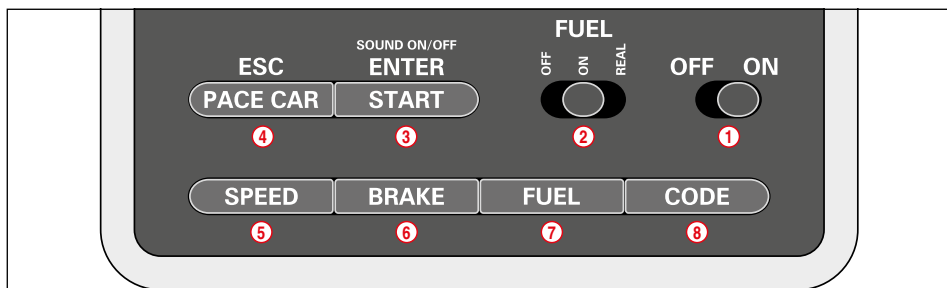 FUEL
SOUND ON/OFF
OFF ON REAL
ESC ENTER OFF ON
PACE CAR START
4 3 2 1
SPEED BRAKE FUEL CODE
5 6 7 8